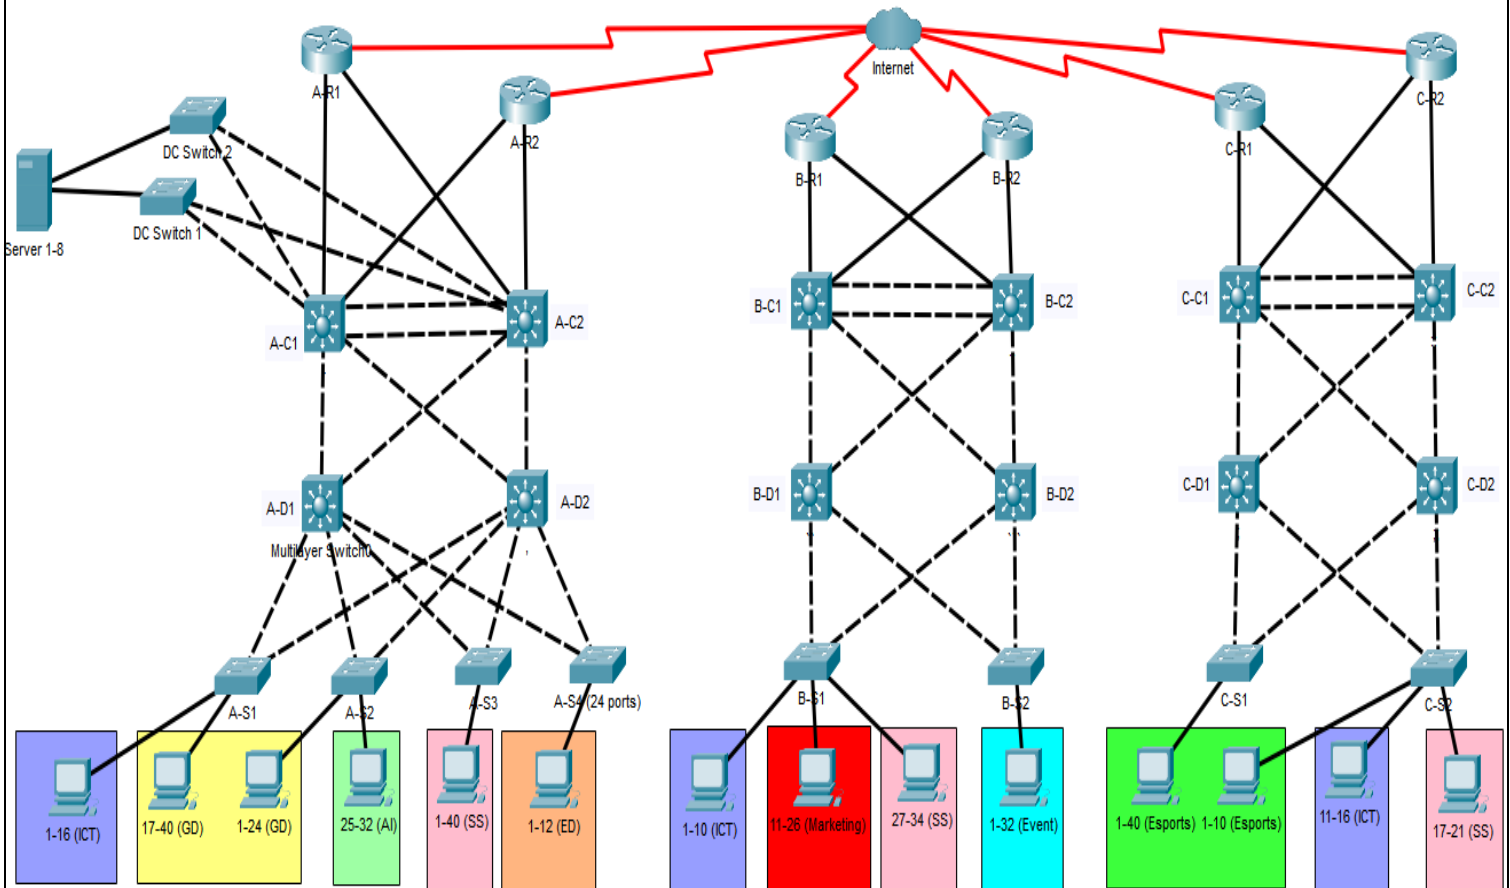 Internet
A-R1
A-R2
B-R1
B-R2
C-R1
C-R2
DC Switch 2
DC Switch 1
Server 1-8
A-C1
A-C2
B-C1
B-C2
C-C1
C-C2
A-D1
Multilayer Switch0
A-D2
B-D1
B-D2
C-D1
C-D2
A-S1
A-S2
A-S3
A-S4 (24 ports)
B-S1
B-S2
C-S1
C-S2
1-16 (ICT)
17-40 (GD)
1-24 (GD)
25-32 (AI)
1-40 (SS)
1-12 (ED)
1-10 (ICT)
11-26 (Marketing)
27-34 (SS)
1-32 (Event)
1-40 (Esports)
1-10 (Esports)
11-16 (ICT)
17-21 (SS)